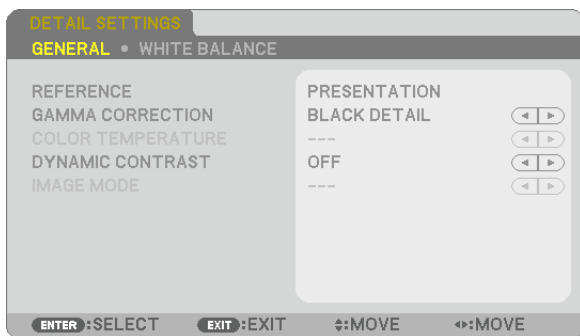 DETAIL SETTINGS
GENERAL • WHITE BALANCE
REFERENCE PRESENTATION
GAMMA CORRECTION BLACK DETAIL
COLOR TEMPERATURE ---
DYNAMIC CONTRAST OFF
IMAGE MODE ---
ENTER :SELECT EXIT :EXIT :MOVE :MOVE